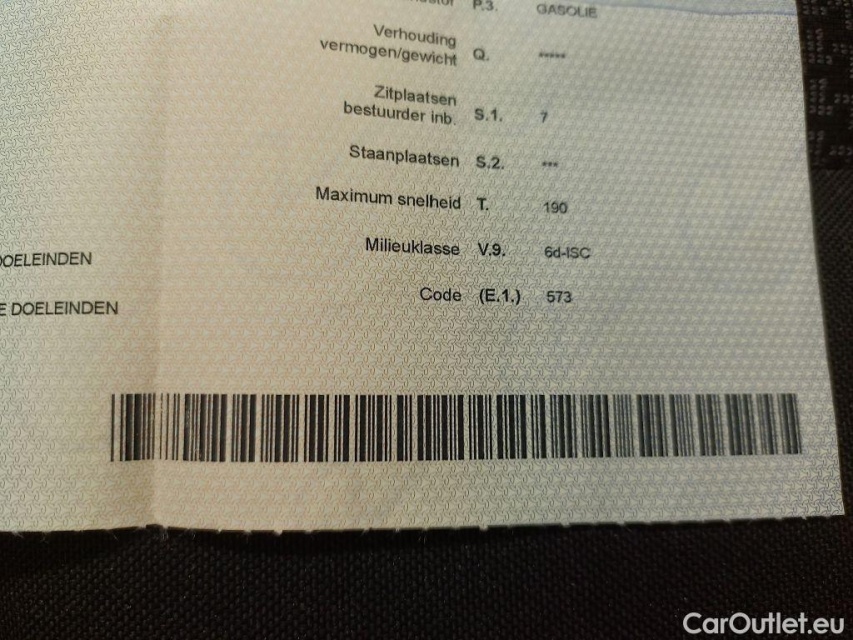 P.3. GASOLIE
Verhouding
vermogen/gewicht Q. *****
Zitplaatsen
bestuurder inb. S.1. 7
Staanplaatsen S.2. ***
Maximum snelheid T. 190
Milieuklasse V.9. 6d-ISC
DOELEINDEN
Code (E.1.) 573
E DOELEINDEN
CarOutlet.eu